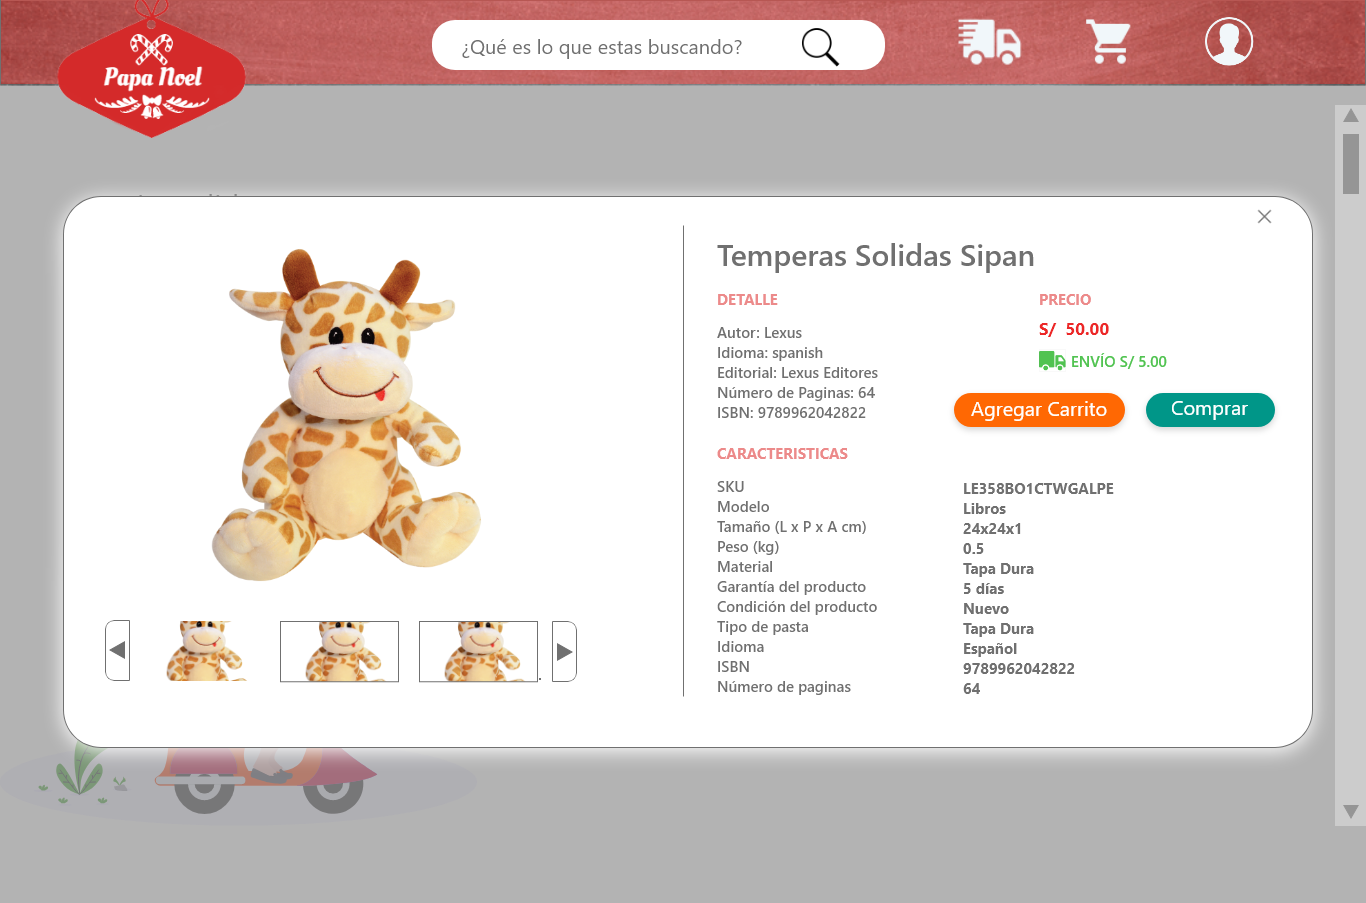 ¿Qué es lo que estas buscando?
Papa Noel
Temperas Solidas Sipan
DETALLE
Autor: Lexus
Idioma: spanish
Editorial: Lexus Editores
Número de Paginas: 64
ISBN: 9789962042822
PRECIO
S/ 50.00
ENVÍO S/ 5.00
Agregar Carrito
Comprar
CARACTERISTICAS
SKU LE358BO1CTWGALPE
Modelo Libros
Tamaño (L x P x A cm) 24x24x1
Peso (kg) 0.5
Material Tapa Dura
Garantía del producto 5 días
Condición del producto Nuevo
Tipo de pasta Tapa Dura
Idioma Español
ISBN 9789962042822
Número de paginas 64